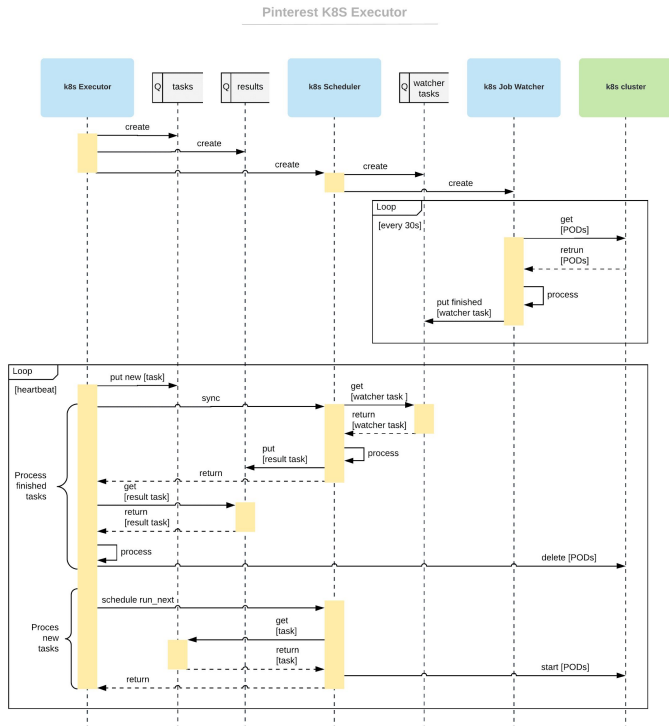 Pinterest K8S Executor
k8s Executor
Q
tasks
Q
results
k8s Scheduler
Q
watcher
tasks
k8s Job Watcher
k8s cluster
create
create
create
create
create
Loop
[every 30s]
get
[PODs]
retrun
[PODs]
process
put finished
[watcher task]
Loop
[heartbeat]
put new [task]
sync
get
[watcher task ]
return
[watcher task]
process
put
[result task]
return
Process
finished
tasks
get
[result task]
return
[result task]
process
delete [PODs]
Proces
new
tasks
schedule run_next
get
[task]
return
[task]
start [PODs]
return